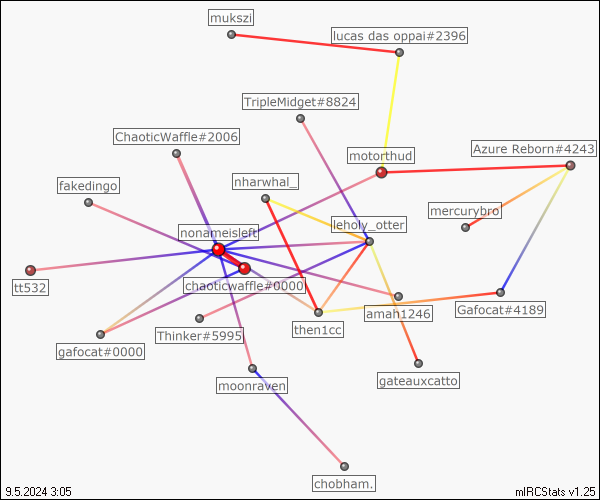 mukszi
lucas das oppai#2396
TripleMidget#8824
ChaoticWaffle#2006
Azure Reborn#4243
motorthud
nharwhal_
fakedingo
mercurybro
leholy_otter
nonameisleft
chaoticwaffle#0000
tt532
amah1246
Gafocat#4189
then1cc
Thinker#5995
gafocat#0000
gateauxcatto
moonraven
chobham.
9.5.2024 3:05
mIRCStats v1.25